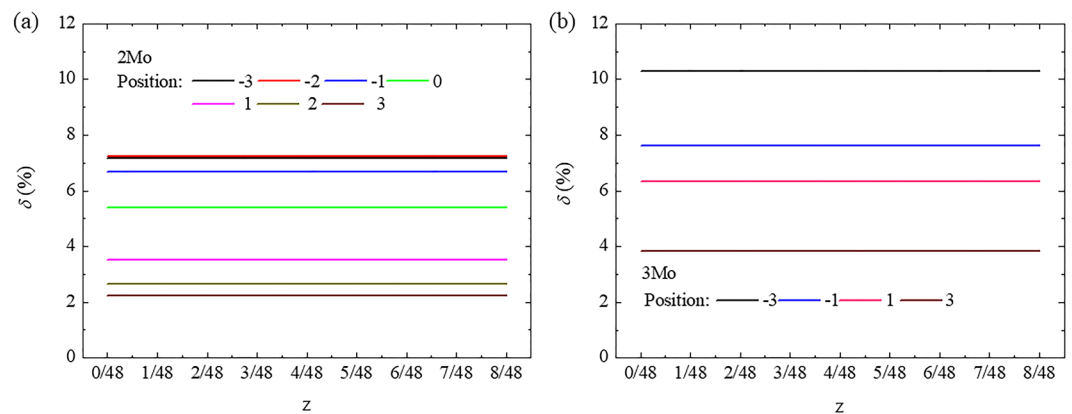 (a)
12
10
8
6
4
2
0
δ (%)
2Mo
Position: -3 -2 -1 0
1 2 3
0/48 1/48 2/48 3/48 4/48 5/48 6/48 7/48 8/48
z
(b)
12
10
8
6
4
2
0
δ (%)
3Mo
Position: -3 -1 1 3
0/48 1/48 2/48 3/48 4/48 5/48 6/48 7/48 8/48
z